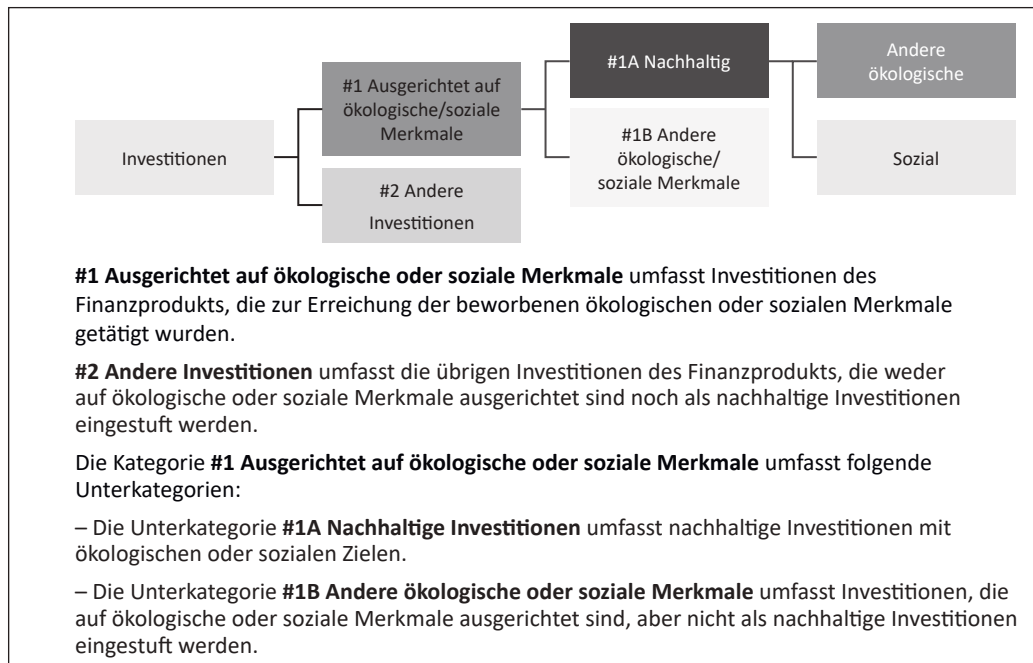 Investitionen
#1 Ausgerichtet auf
ökologische/soziale
Merkmale
#2 Andere
Investitionen
#1A Nachhaltig
#1B Andere
ökologische/
soziale Merkmale
Andere
ökologische
Sozial
#1 Ausgerichtet auf ökologische oder soziale Merkmale umfasst Investitionen des
Finanzprodukts, die zur Erreichung der beworbenen ökologischen oder sozialen Merkmale
getätigt wurden.
#2 Andere Investitionen umfasst die übrigen Investitionen des Finanzprodukts, die weder
auf ökologische oder soziale Merkmale ausgerichtet sind noch als nachhaltige Investitionen
eingestuft werden.
Die Kategorie #1 Ausgerichtet auf ökologische oder soziale Merkmale umfasst folgende
Unterkategorien:
– Die Unterkategorie #1A Nachhaltige Investitionen umfasst nachhaltige Investitionen mit
ökologischen oder sozialen Zielen.
– Die Unterkategorie #1B Andere ökologische oder soziale Merkmale umfasst Investitionen, die
auf ökologische oder soziale Merkmale ausgerichtet sind, aber nicht als nachhaltige Investitionen
eingestuft werden.